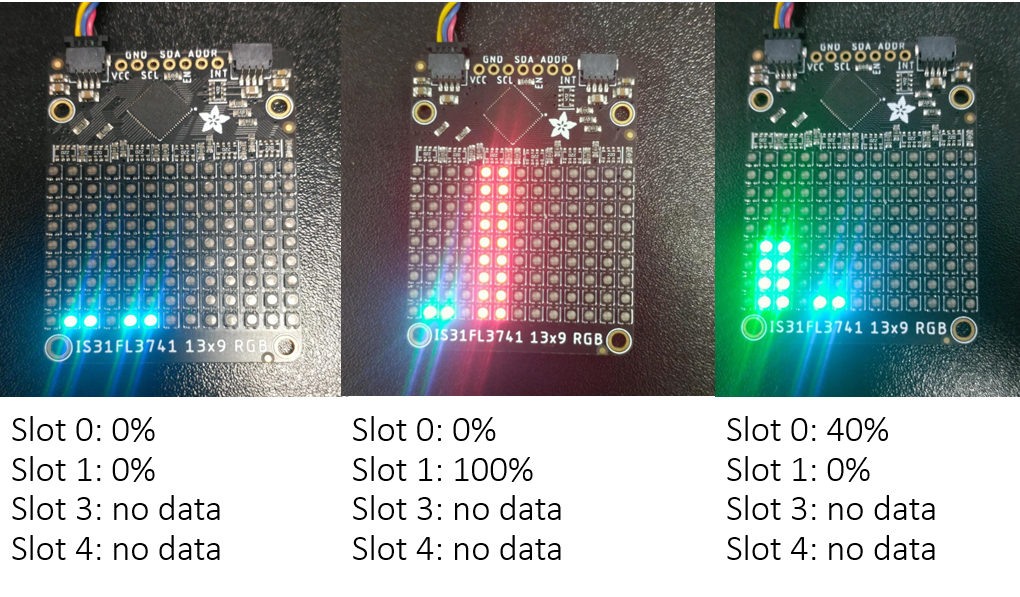 GND SDA ADDR
VCC SCL EN INT
IS31FL3741 13x9 RGB
GND SDA ADDR
VCC SCL EN INT
IS31FL3741 13x9 RGB
GND SDA ADDR
VCC SCL EN INT
IS31FL3741 13x9 RGB
Slot 0: 0%
Slot 1: 0%
Slot 3: no data
Slot 4: no data
Slot 0: 0%
Slot 1: 100%
Slot 3: no data
Slot 4: no data
Slot 0: 40%
Slot 1: 0%
Slot 3: no data
Slot 4: no data